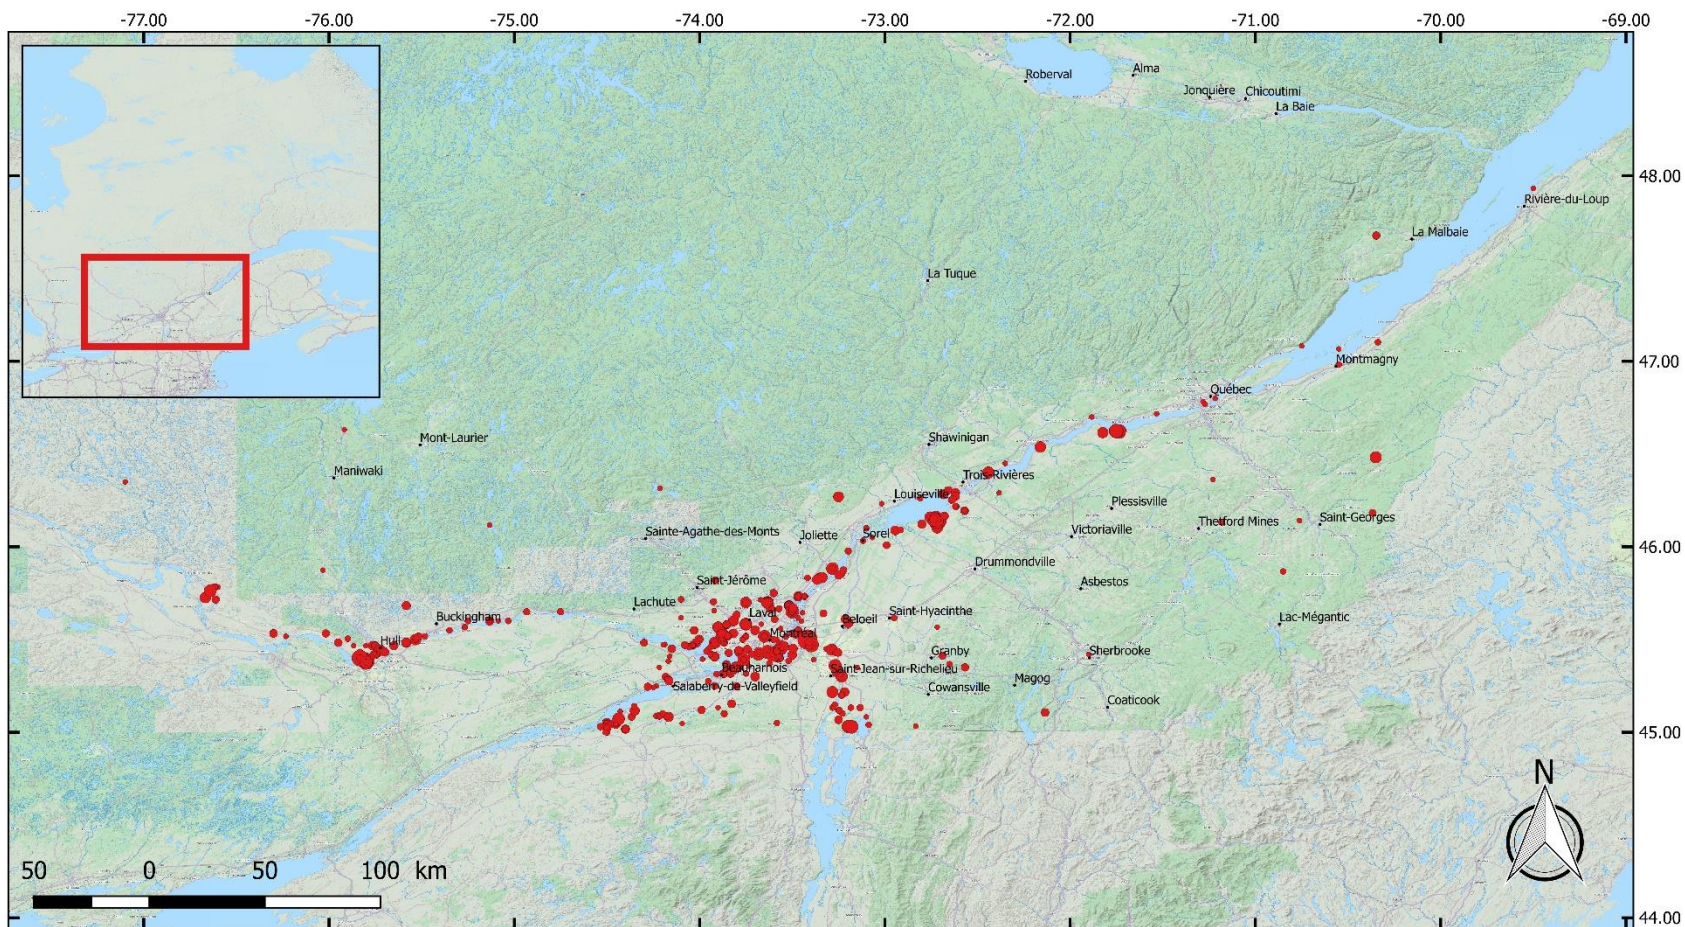 -77.00 -76.00 -75.00 -74.00 -73.00 -72.00 -71.00 -70.00 -69.00
Roberval
Alma
Jonquière
Chicoutimi
La Baie
48.00
Rivière-du-Loup
La Malbaie
La Tuque
47.00
Montmagny
Québec
Mont-Laurier
Shawinigan
Maniwaki
Trois-Rivières
Louiseville
Plessisville
Thetford Mines
Saint-Georges
Sainte-Agathe-des-Monts
Joliette
Sorel
Victoriaville
46.00
Drummondville
Saint-Jérôme
Asbestos
Lachute
Buckingham
Laval
Beloeil
Saint-Hyacinthe
Lac-Mégantic
Montréal
Hull
Granby
Sherbrooke
Beauharnois
Saint-Jean-sur-Richelieu
Salaberry-de-Valleyfield
Cowansville
Magog
Coaticook
45.00
N
50 0 50 100 km
44.00